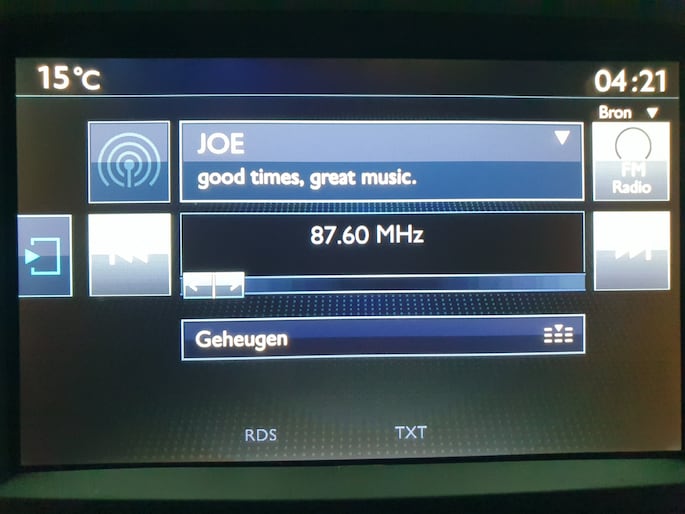 15°C
04:21
Bron
JOE
good times, great music.
FM
Radio
87.60 MHz
Geheugen
RDS
TXT